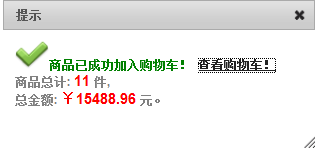 提示
商品已成功加入购物车！ 查看购物车！
商品总计: 11 件,
总金额: ￥15488.96 元。